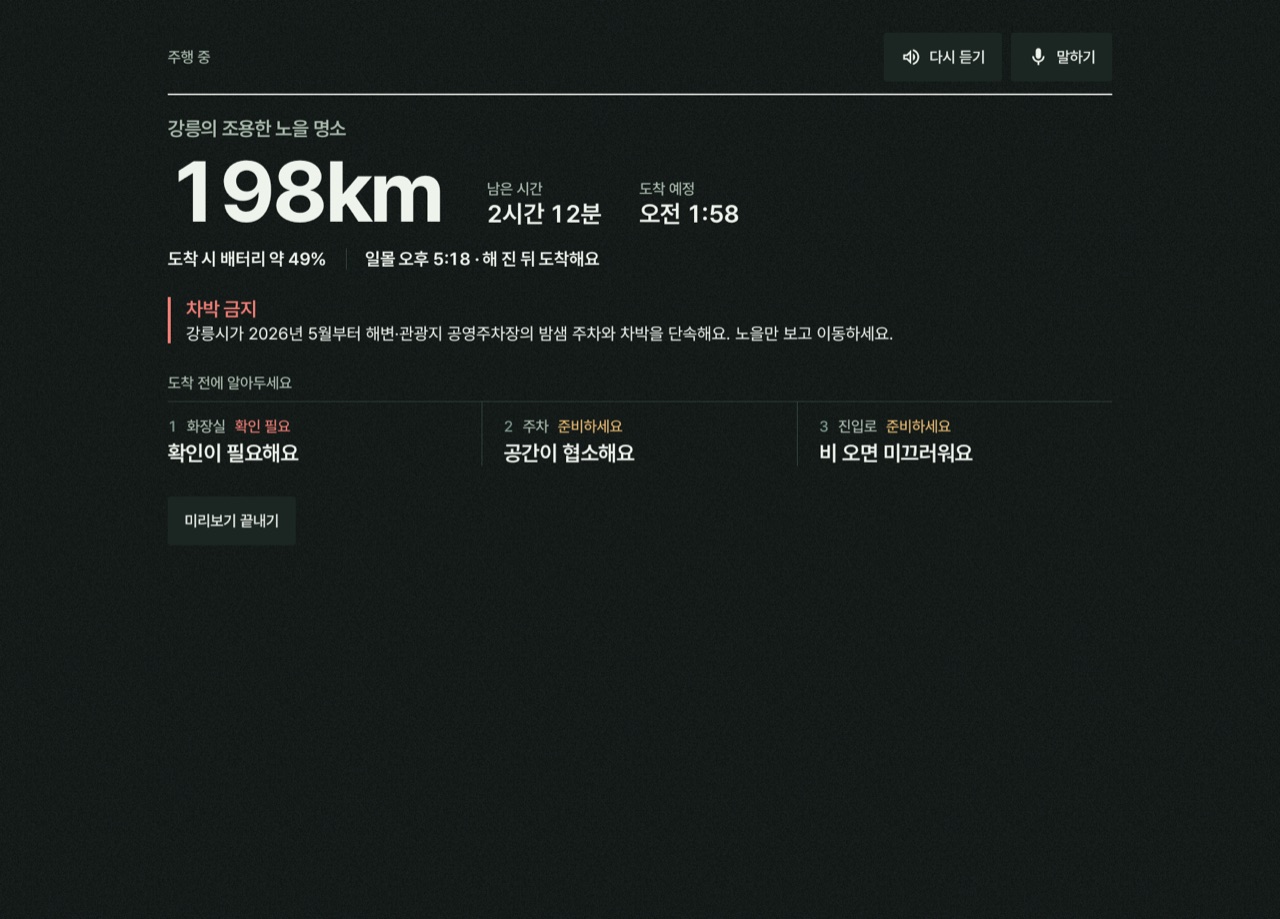 주행 중
다시 듣기
말하기
강릉의 조용한 노을 명소
198km
남은 시간
2시간 12분
도착 예정
오전 1:58
도착 시 배터리 약 49%
일몰 오후 5:18 · 해 진 뒤 도착해요
차박 금지
강릉시가 2026년 5월부터 해변·관광지 공영주차장의 밤샘 주차와 차박을 단속해요. 노을만 보고 이동하세요.
도착 전에 알아두세요
1 화장실 확인 필요
확인이 필요해요
2 주차 준비하세요
공간이 협소해요
3 진입로 준비하세요
비 오면 미끄러워요
미리보기 끝내기